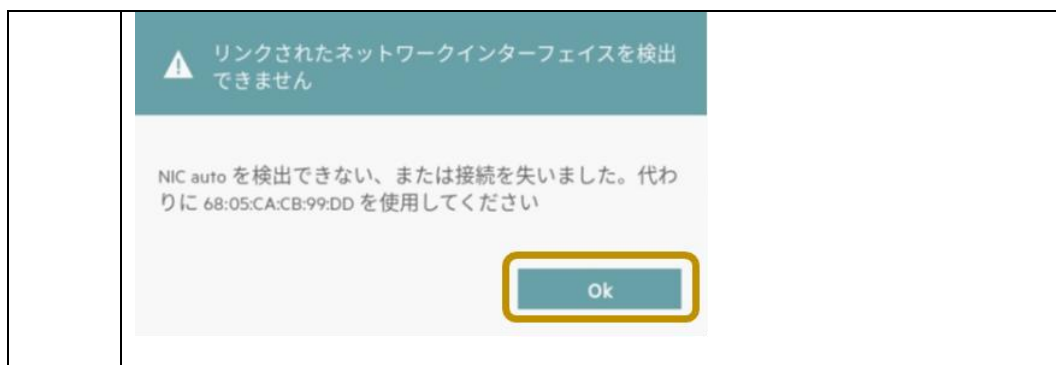 リンクされたネットワークインターフェイスを検出
できません
NIC auto を検出できない、または接続を失いました。代わ
りに 68:05:CA:CB:99:DD を使用してください
Ok